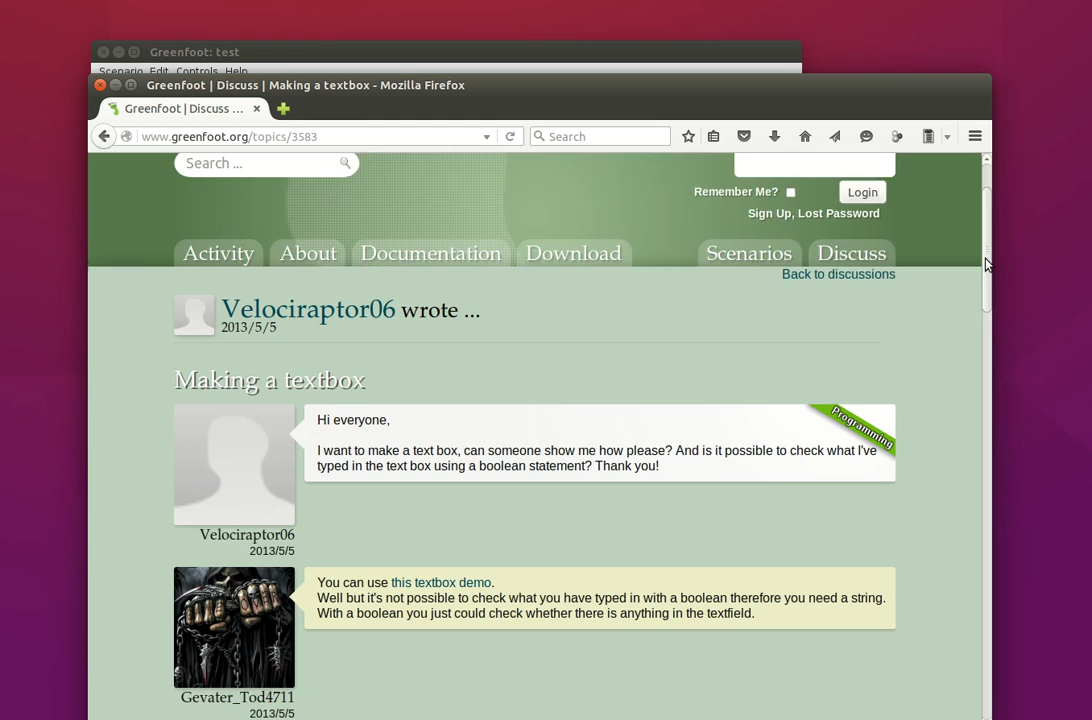 Greenfoot: test
Scenario Edit Controls Help
Greenfoot | Discuss | Making a textbox - Mozilla Firefox
Greenfoot | Discuss ...
www.greenfoot.org/topics/3583
Search
Search ...
Remember Me?
Login
Sign Up, Lost Password
Activity About Documentation Download Scenarios Discuss
Back to discussions
Velociraptor06 wrote ...
2013/5/5
Making a textbox
Programming
Hi everyone,
I want to make a text box, can someone show me how please? And is it possible to check what I've
typed in the text box using a boolean statement? Thank you!
Velociraptor06
2013/5/5
You can use this textbox demo.
Well but it's not possible to check what you have typed in with a boolean therefore you need a string.
With a boolean you just could check whether there is anything in the textfield.
Gevater_Tod4711
2013/5/5